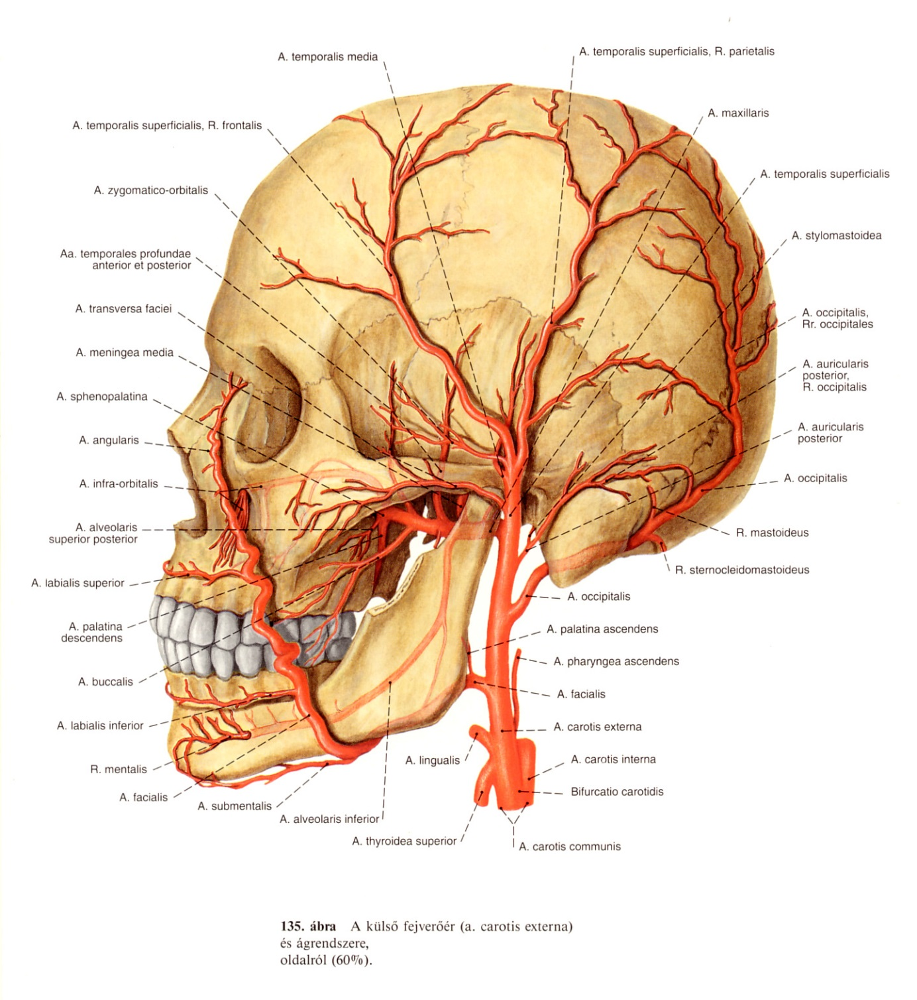 A. temporalis media
A. temporalis superficialis, R. parietalis
A. maxillaris
A. temporalis superficialis, R. frontalis
A. temporalis superficialis
A. zygomatico-orbitalis
A. stylomastoidea
Aa. temporales profundae
anterior et posterior
A. transversa faciei
A. occipitalis,
Rr. occipitales
A. meningea media
A. auricularis
posterior,
R. occipitalis
A. sphenopalatina
A. auricularis
posterior
A. angularis
A. occipitalis
A. infra-orbitalis
A. alveolaris
superior posterior
R. mastoideus
R. sternocleidomastoideus
A. labialis superior
A. occipitalis
A. palatina
descendens
A. palatina ascendens
A. pharyngea ascendens
A. buccalis
A. facialis
A. labialis inferior
A. carotis externa
A. lingualis
A. carotis interna
R. mentalis
Bifurcatio carotidis
A. facialis
A. submentalis
A. alveolaris inferior
A. thyroidea superior
A. carotis communis
135. ábra A külső fejverőér (a. carotis externa)
és ágrendszere,
oldalról (60%).